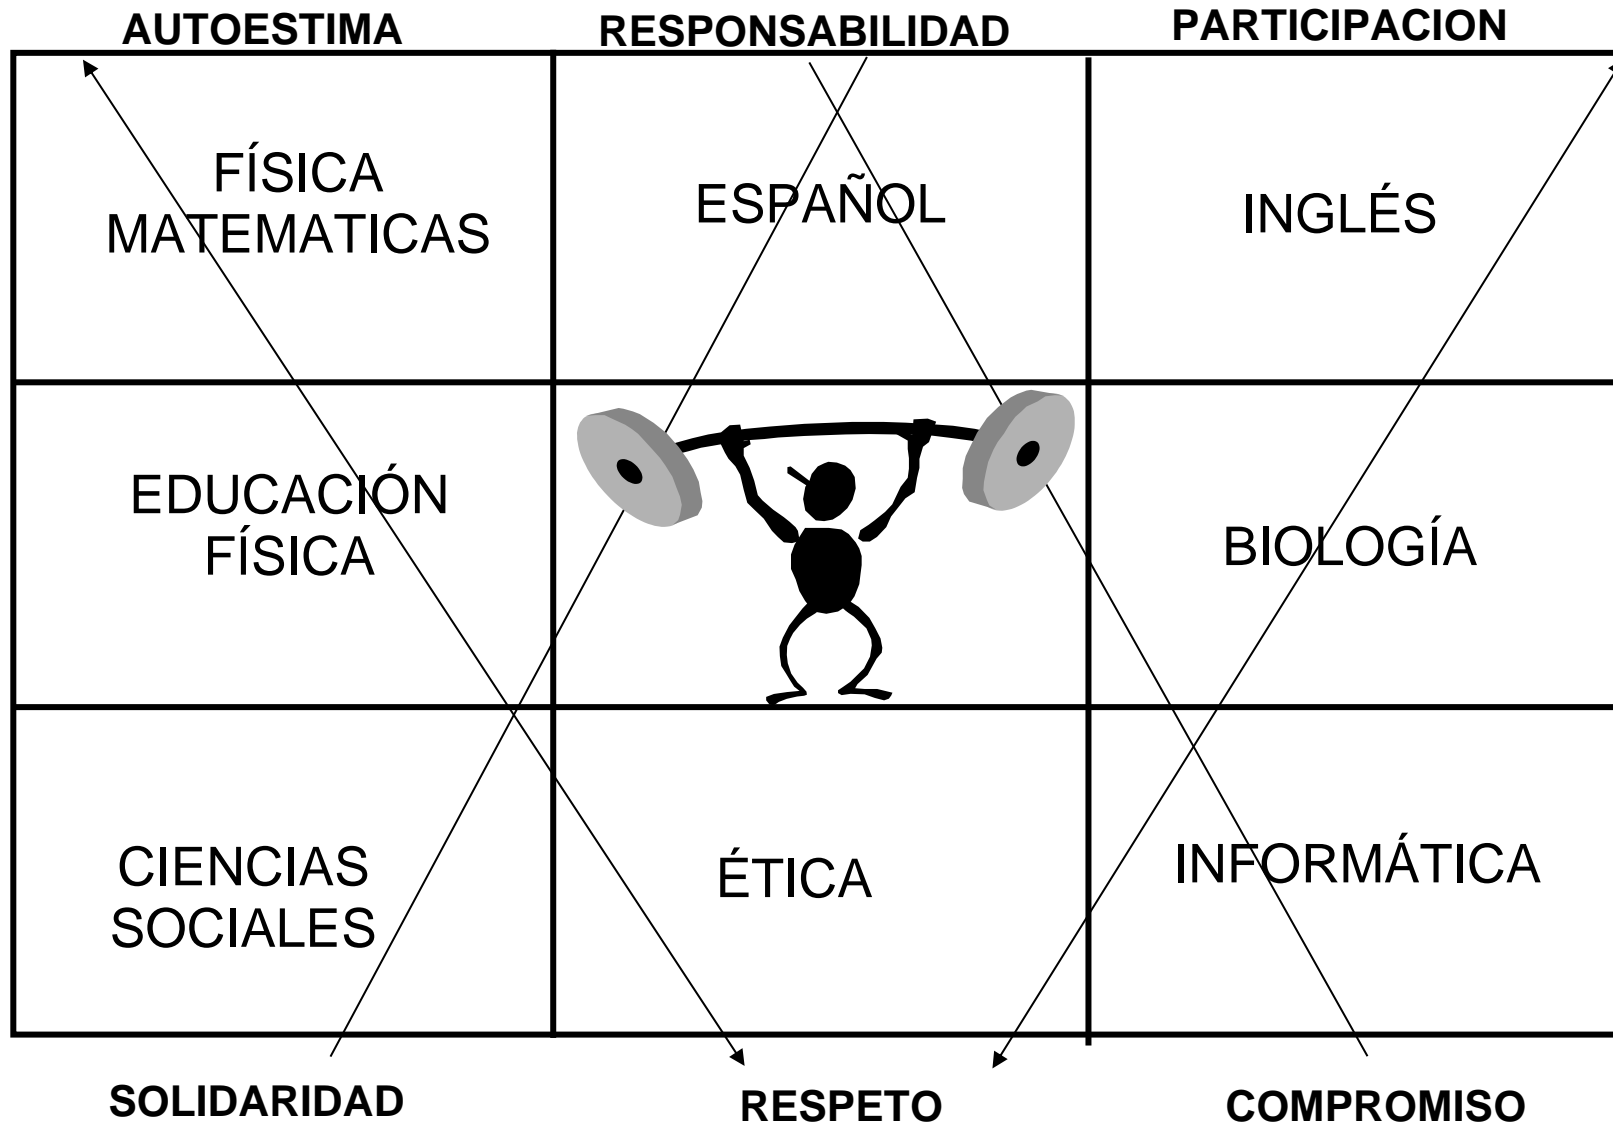 AUTOESTIMA RESPONSABILIDAD PARTICIPACION
FÍSICA
MATEMATICAS
ESPAÑOL
INGLÉS
EDUCACIÓN
FÍSICA
BIOLOGÍA
CIENCIAS
SOCIALES
ÉTICA
INFORMÁTICA
SOLIDARIDAD RESPETO COMPROMISO